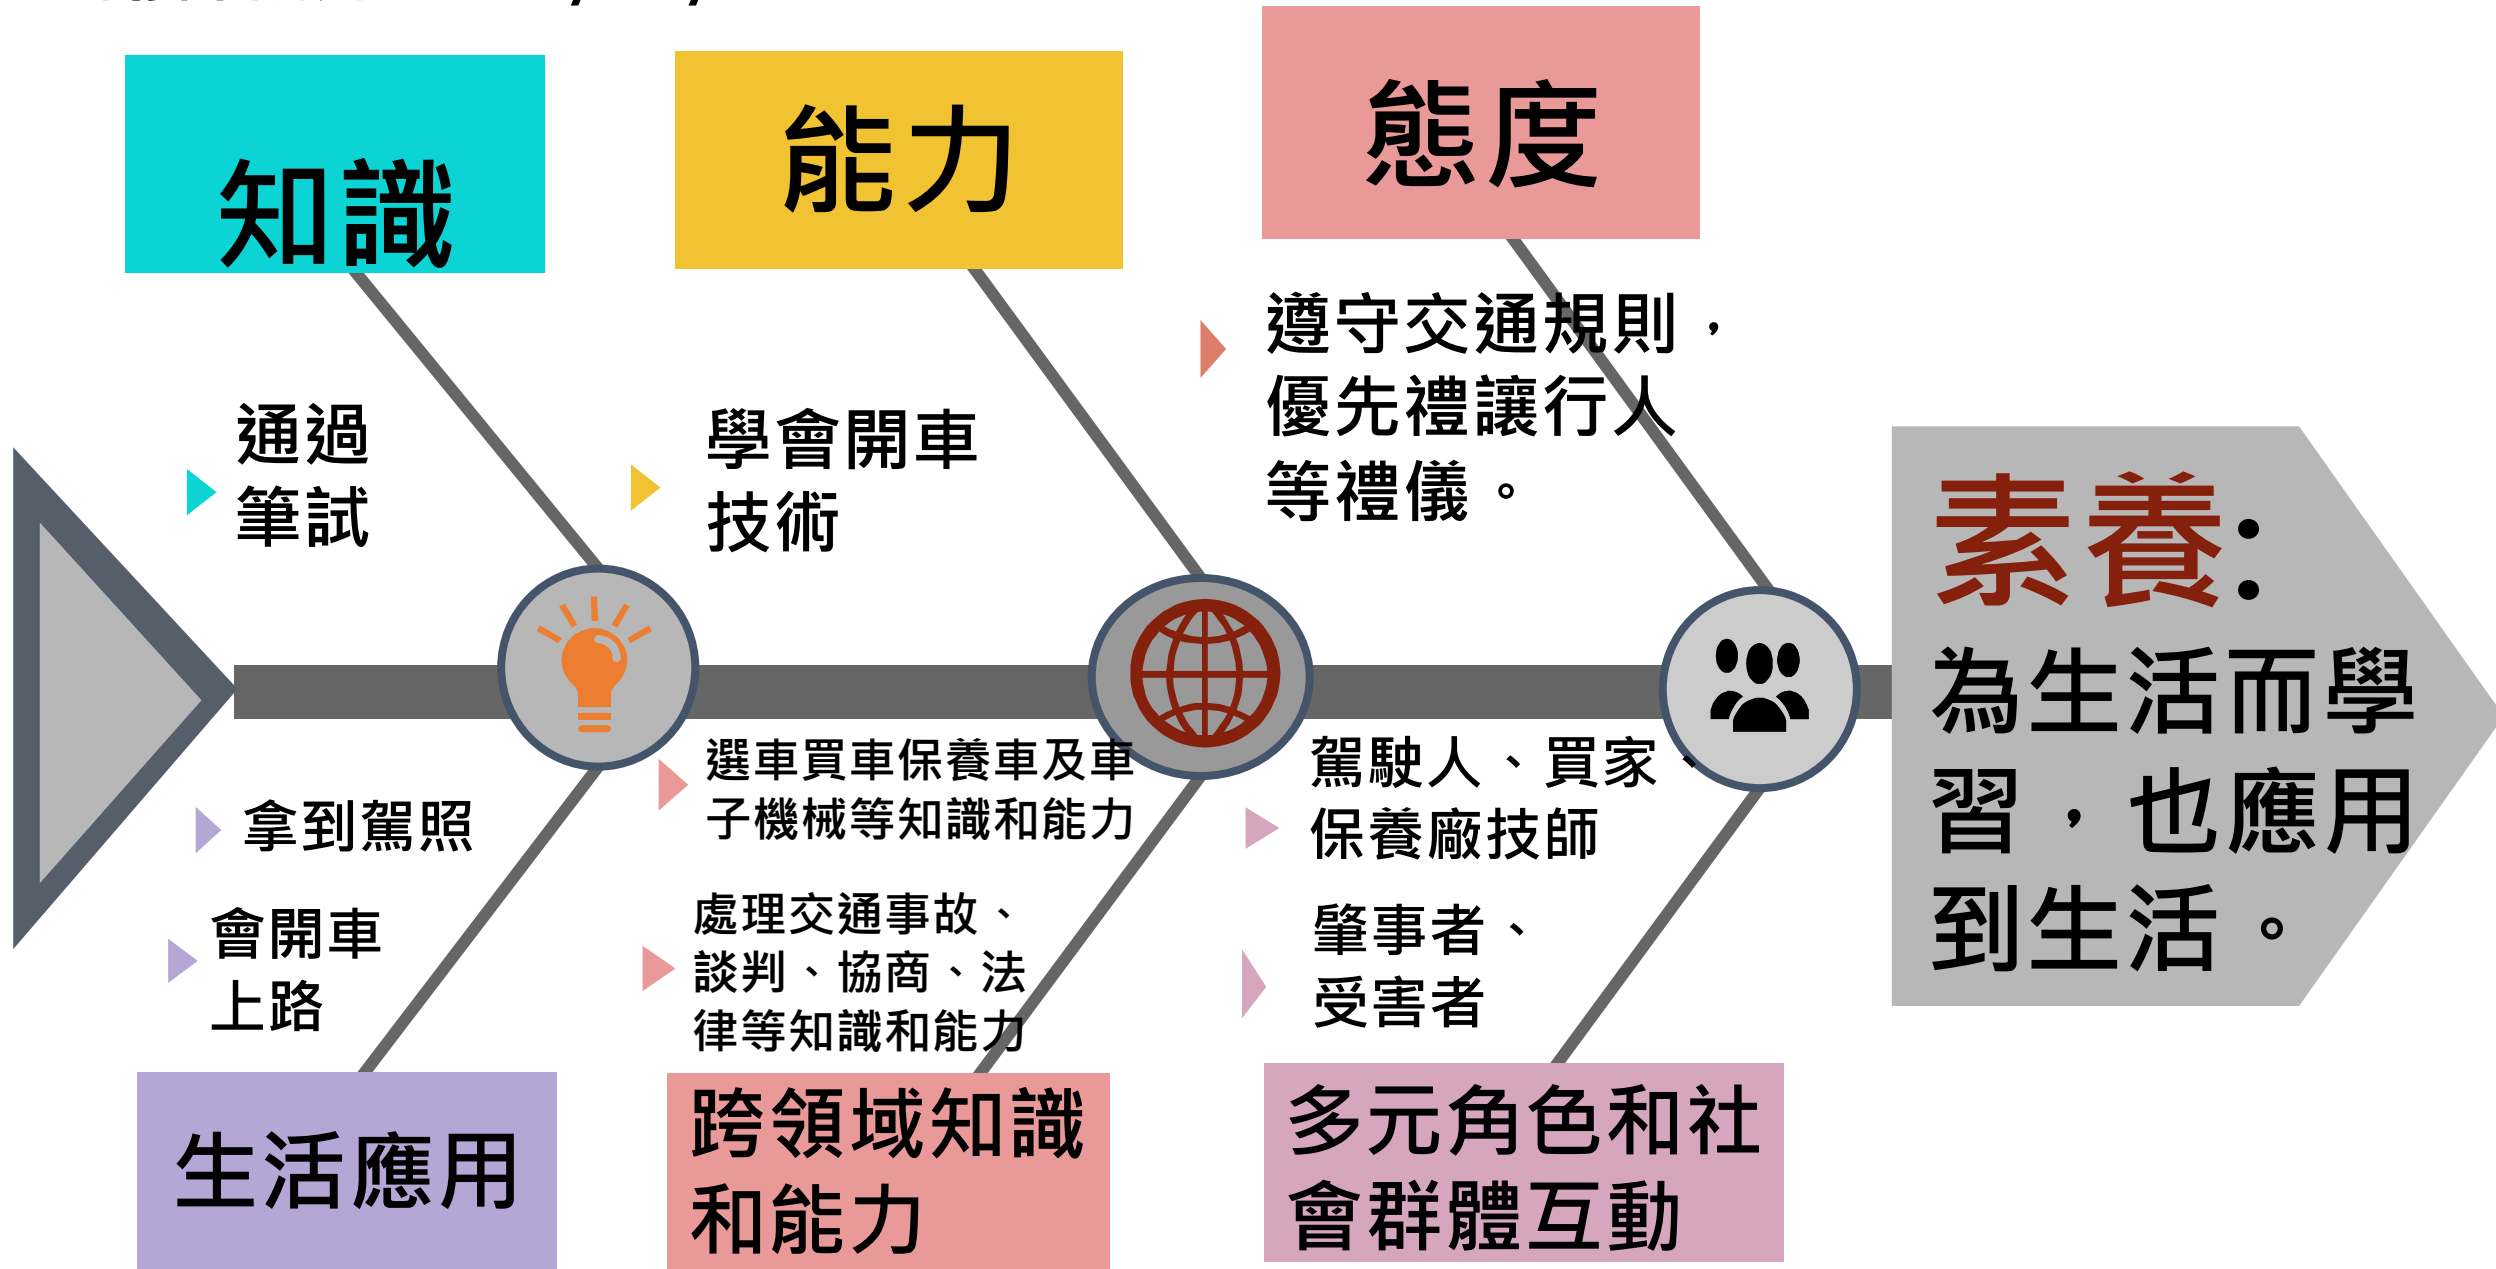 知識
能力
態度
通過
筆試
學會開車
技術
遵守交通規則，
優先禮讓行人
等禮儀。
素養：
為生活而學
習，也應用
到生活。
拿到駕照
會開車
上路
選車買車保養車及車
子機械等知識和能力
處理交通事故、
談判、協商、法
律等知識和能力
駕駛人、買家、
保養廠技師
肇事者、
受害者
生活應用
跨領域知識
和能力
多元角色和社
會群體互動